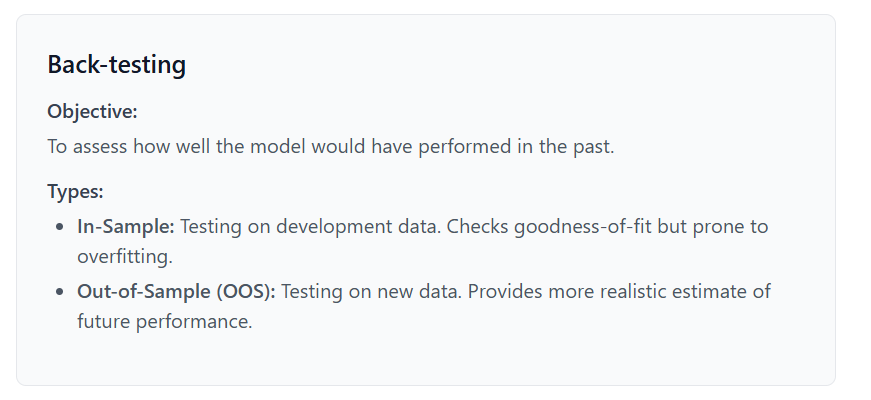 Back-testing
Objective:
To assess how well the model would have performed in the past.
Types:
• In-Sample: Testing on development data. Checks goodness-of-fit but prone to
overfitting.
• Out-of-Sample (OOS): Testing on new data. Provides more realistic estimate of
future performance.